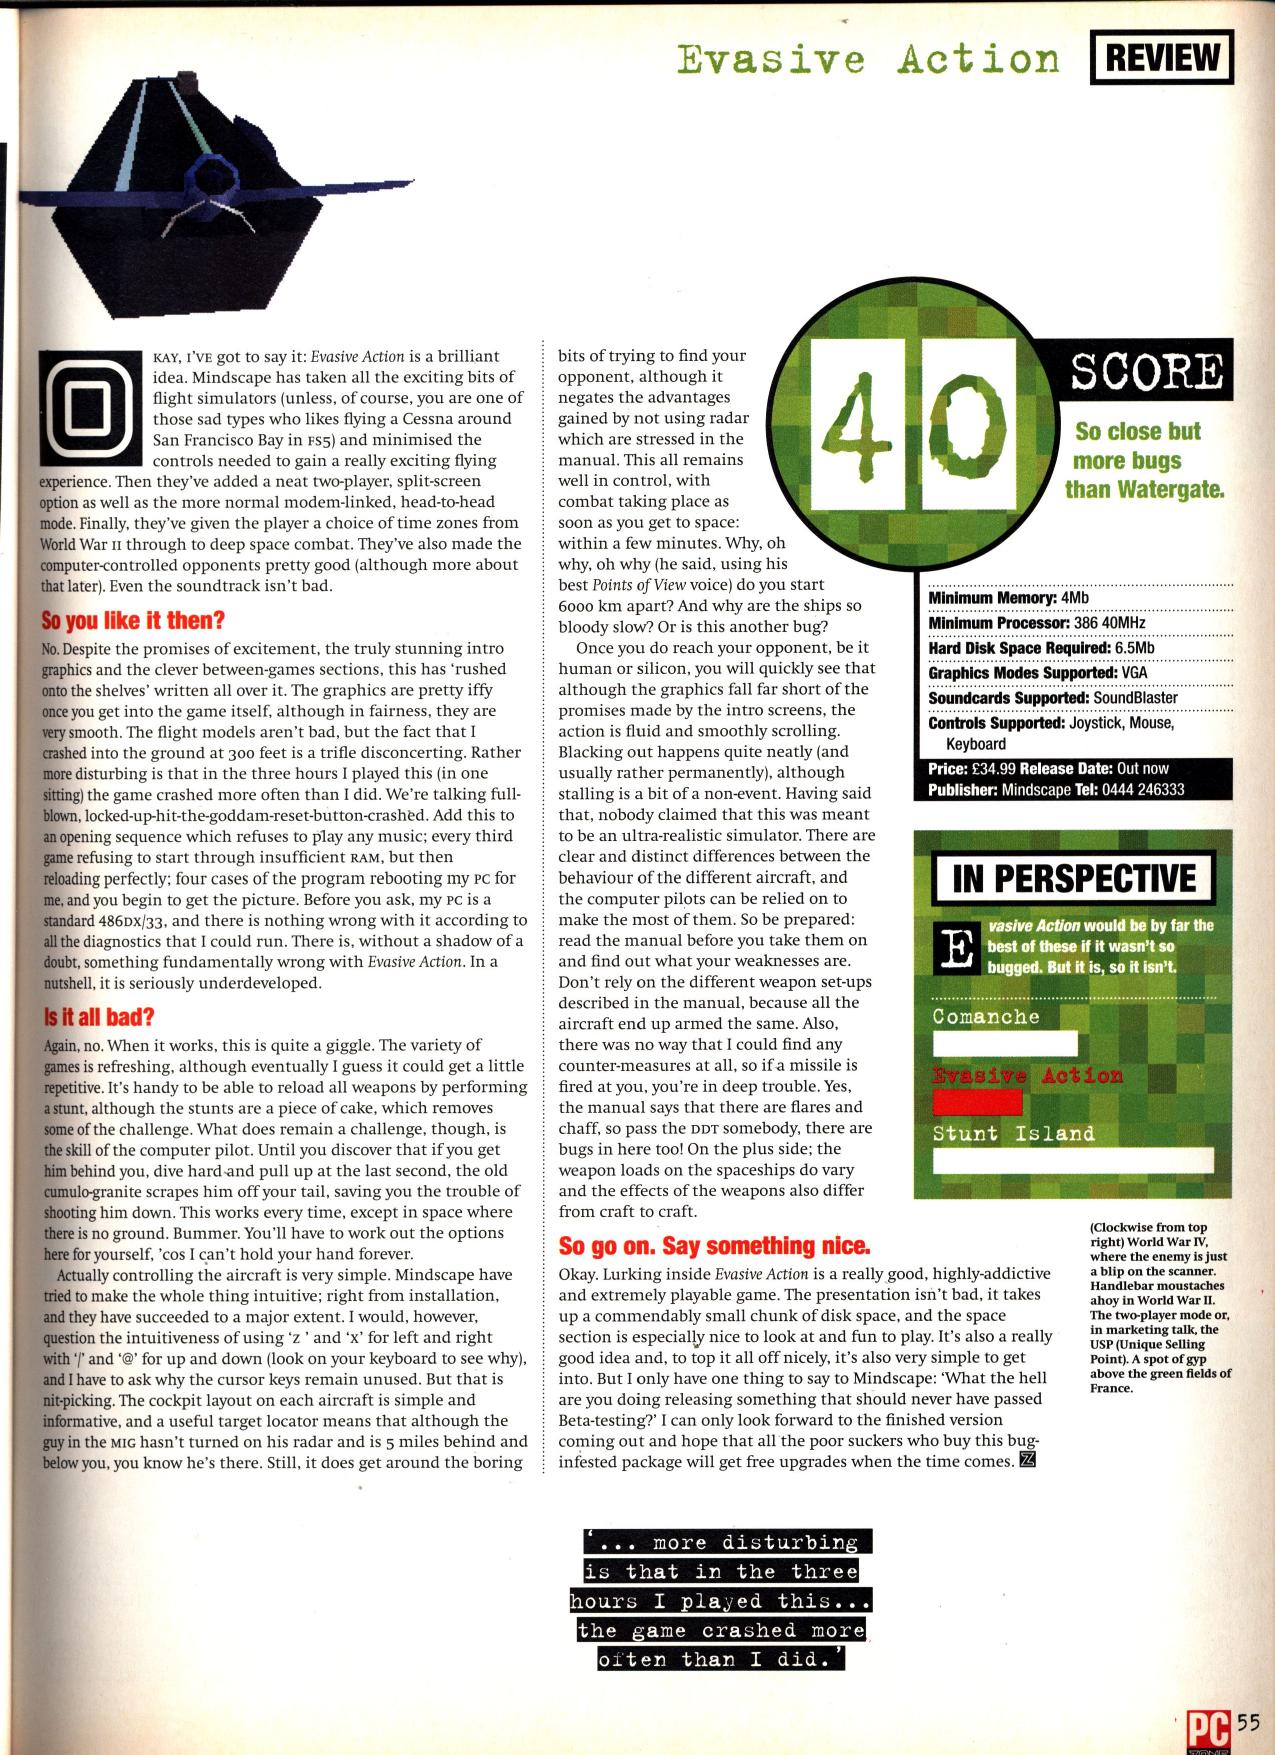 Evasive Action REVIEW
OKAY, I'VE got to say it: Evasive Action is a brilliant
idea. Mindscape has taken all the exciting bits of
flight simulators (unless, of course, you are one of
those sad types who likes flying a Cessna around
San Francisco Bay in FS5) and minimised the
controls needed to gain a really exciting flying
experience. Then they've added a neat two-player, split-screen
option as well as the more normal modem-linked, head-to-head
mode. Finally, they've given the player a choice of time zones from
World War II through to deep space combat. They've also made the
computer-controlled opponents pretty good (although more about
that later). Even the soundtrack isn't bad.
So you like it then?
No. Despite the promises of excitement, the truly stunning intro
graphics and the clever between-games sections, this has 'rushed
onto the shelves' written all over it. The graphics are pretty iffy
once you get into the game itself, although in fairness, they are
very smooth. The flight models aren't bad, but the fact that I
crashed into the ground at 300 feet is a trifle disconcerting. Rather
more disturbing is that in the three hours I played this (in one
sitting) the game crashed more often than I did. We're talking full-
blown, locked-up-hit-the-goddam-reset-button-crashed. Add this to
an opening sequence which refuses to play any music; every third
game refusing to start through insufficient RAM, but then
reloading perfectly; four cases of the program rebooting my PC for
me, and you begin to get the picture. Before you ask, my PC is a
standard 486DX/33, and there is nothing wrong with it according to
all the diagnostics that I could run. There is, without a shadow of a
doubt, something fundamentally wrong with Evasive Action. In a
nutshell, it is seriously underdeveloped.
Is it all bad?
Again, no. When it works, this is quite a giggle. The variety of
games is refreshing, although eventually I guess it could get a little
repetitive. It's handy to be able to reload all weapons by performing
a stunt, although the stunts are a piece of cake, which removes
some of the challenge. What does remain a challenge, though, is
the skill of the computer pilot. Until you discover that if you get
him behind you, dive hard and pull up at the last second, the old
cumulo-granite scrapes him off your tail, saving you the trouble of
shooting him down. This works every time, except in space where
there is no ground. Bummer. You'll have to work out the options
here for yourself, 'cos I can't hold your hand forever.
Actually controlling the aircraft is very simple. Mindscape have
tried to make the whole thing intuitive; right from installation,
and they have succeeded to a major extent. I would, however,
question the intuitiveness of using 'z ' and 'x' for left and right
with '/' and '@' for up and down (look on your keyboard to see why),
and I have to ask why the cursor keys remain unused. But that is
nit-picking. The cockpit layout on each aircraft is simple and
informative, and a useful target locator means that although the
guy in the MIG hasn't turned on his radar and is 5 miles behind and
below you, you know he's there. Still, it does get around the boring
bits of trying to find your
opponent, although it
negates the advantages
gained by not using radar
which are stressed in the
manual. This all remains
well in control, with
combat taking place as
soon as you get to space:
within a few minutes. Why, oh
why, oh why (he said, using his
best Points of View voice) do you start
6000 km apart? And why are the ships so
bloody slow? Or is this another bug?
Once you do reach your opponent, be it
human or silicon, you will quickly see that
although the graphics fall far short of the
promises made by the intro screens, the
action is fluid and smoothly scrolling.
Blacking out happens quite neatly (and
usually rather permanently), although
stalling is a bit of a non-event. Having said
that, nobody claimed that this was meant
to be an ultra-realistic simulator. There are
clear and distinct differences between the
behaviour of the different aircraft, and
the computer pilots can be relied on to
make the most of them. So be prepared:
read the manual before you take them on
and find out what your weaknesses are.
Don't rely on the different weapon set-ups
described in the manual, because all the
aircraft end up armed the same. Also,
there was no way that I could find any
counter-measures at all, so if a missile is
fired at you, you're in deep trouble. Yes,
the manual says that there are flares and
chaff, so pass the DDT somebody, there are
bugs in here too! On the plus side; the
weapon loads on the spaceships do vary
and the effects of the weapons also differ
from craft to craft.
So go on. Say something nice.
Okay. Lurking inside Evasive Action is a really good, highly-addictive
and extremely playable game. The presentation isn't bad, it takes
up a commendably small chunk of disk space, and the space
section is especially nice to look at and fun to play. It's also a really
good idea and, to top it all off nicely, it's also very simple to get
into. But I only have one thing to say to Mindscape: 'What the hell
are you doing releasing something that should never have passed
Beta-testing?' I can only look forward to the finished version
coming out and hope that all the poor suckers who buy this bug-
infested package will get free upgrades when the time comes. Z
40
SCORE
So close but
more bugs
than Watergate.
Minimum Memory: 4Mb
Minimum Processor: 386 40MHz
Hard Disk Space Required: 6.5Mb
Graphics Modes Supported: VGA
Soundcards Supported: SoundBlaster
Controls Supported: Joystick, Mouse,
Keyboard
Price: £34.99 Release Date: Out now
Publisher: Mindscape Tel: 0444 246333
IN PERSPECTIVE
Evasive Action would be by far the
best of these if it wasn't so
bugged. But it is, so it isn't.
Comanche
Evasive Action
Stunt Island
(Clockwise from top
right) World War IV,
where the enemy is just
a blip on the scanner.
Handlebar moustaches
ahoy in World War II.
The two-player mode or,
in marketing talk, the
USP (Unique Selling
Point). A spot of gyp
above the green fields of
France.
'... more disturbing
is that in the three
hours I played this...
the game crashed more
often than I did.'
PC 55
ZONE